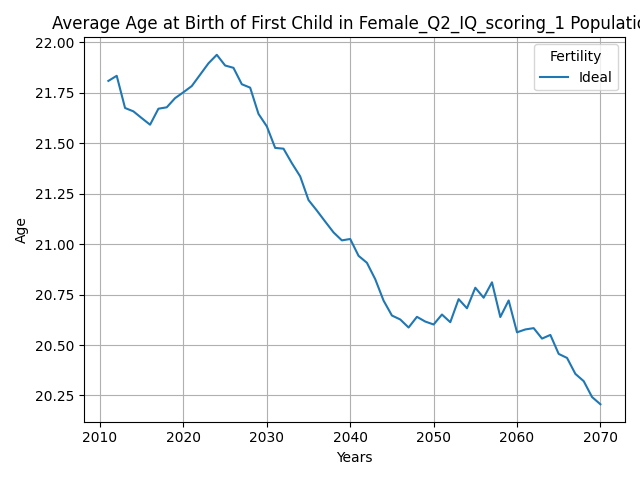 Average Age at Birth of First Child in Female_Q2_IQ_scoring_1 Populatio
Fertility
Ideal
22.00
21.75
21.50
21.25
21.00
20.75
20.50
20.25
Age
2010 2020 2030 2040 2050 2060 2070
Years